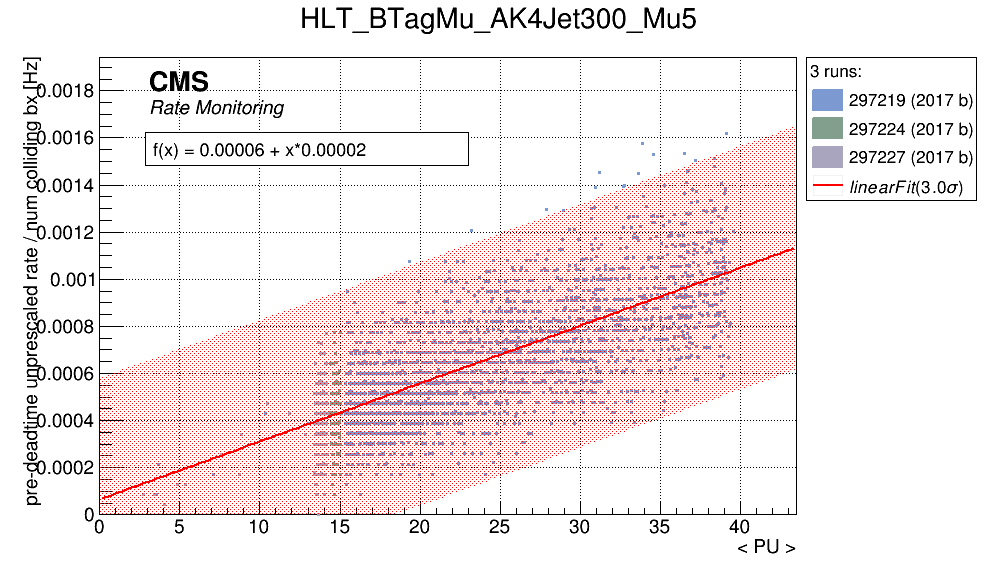 HLT_BTagMu_AK4Jet300_Mu5
pre-deadtime unprescaled rate / num colliding bx [Hz]
0.0018
0.0016
0.0014
0.0012
0.001
0.0008
0.0006
0.0004
0.0002
0
CMS
Rate Monitoring
f(x) = 0.00006 + x*0.00002
0 5 10 15 20 25 30 35 40
< PU >
3 runs:
297219 (2017 b)
297224 (2017 b)
297227 (2017 b)
linearFit(3.0σ)